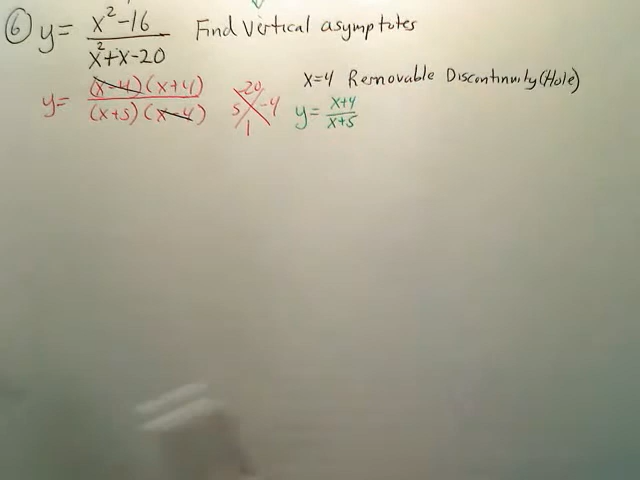 ⑥ y = x²-16 / x²+x-20 Find Vertical asymptotes
y = (x-4)(x+4) / (x+5)(x-4)
-20
5 -4
1
x=4 Removable Discontinuity (Hole)
y = x+4 / x+5